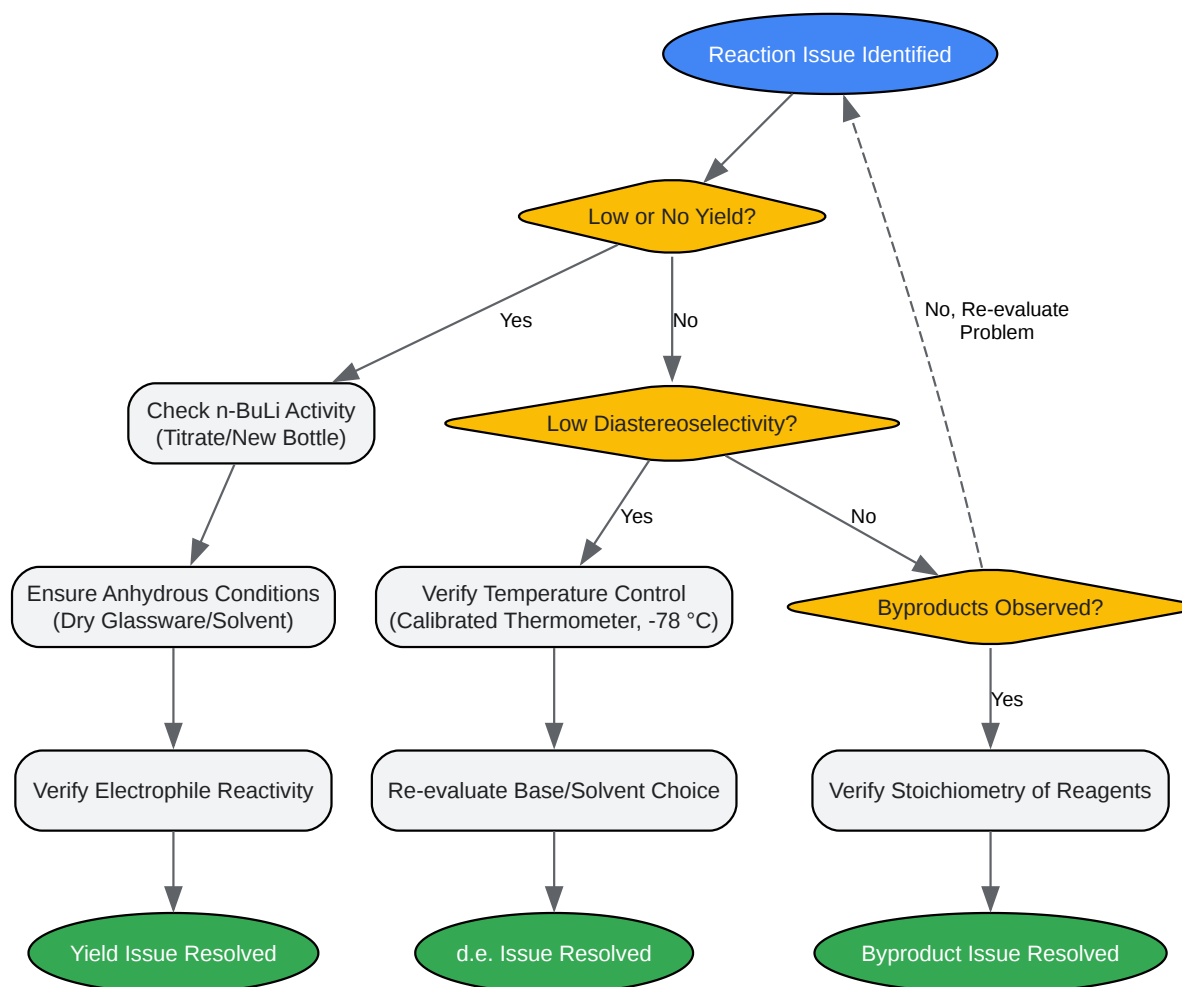 Reaction Issue Identified
Low or No Yield?
No, Re-evaluate
Problem
Yes
No
Check n-BuLi Activity
(Titrate/New Bottle)
Low Diastereoselectivity?
Yes
No
Ensure Anhydrous Conditions
(Dry Glassware/Solvent)
Verify Temperature Control
(Calibrated Thermometer, -78 °C)
Byproducts Observed?
Yes
Verify Electrophile Reactivity
Re-evaluate Base/Solvent Choice
Verify Stoichiometry of Reagents
Yield Issue Resolved
d.e. Issue Resolved
Byproduct Issue Resolved